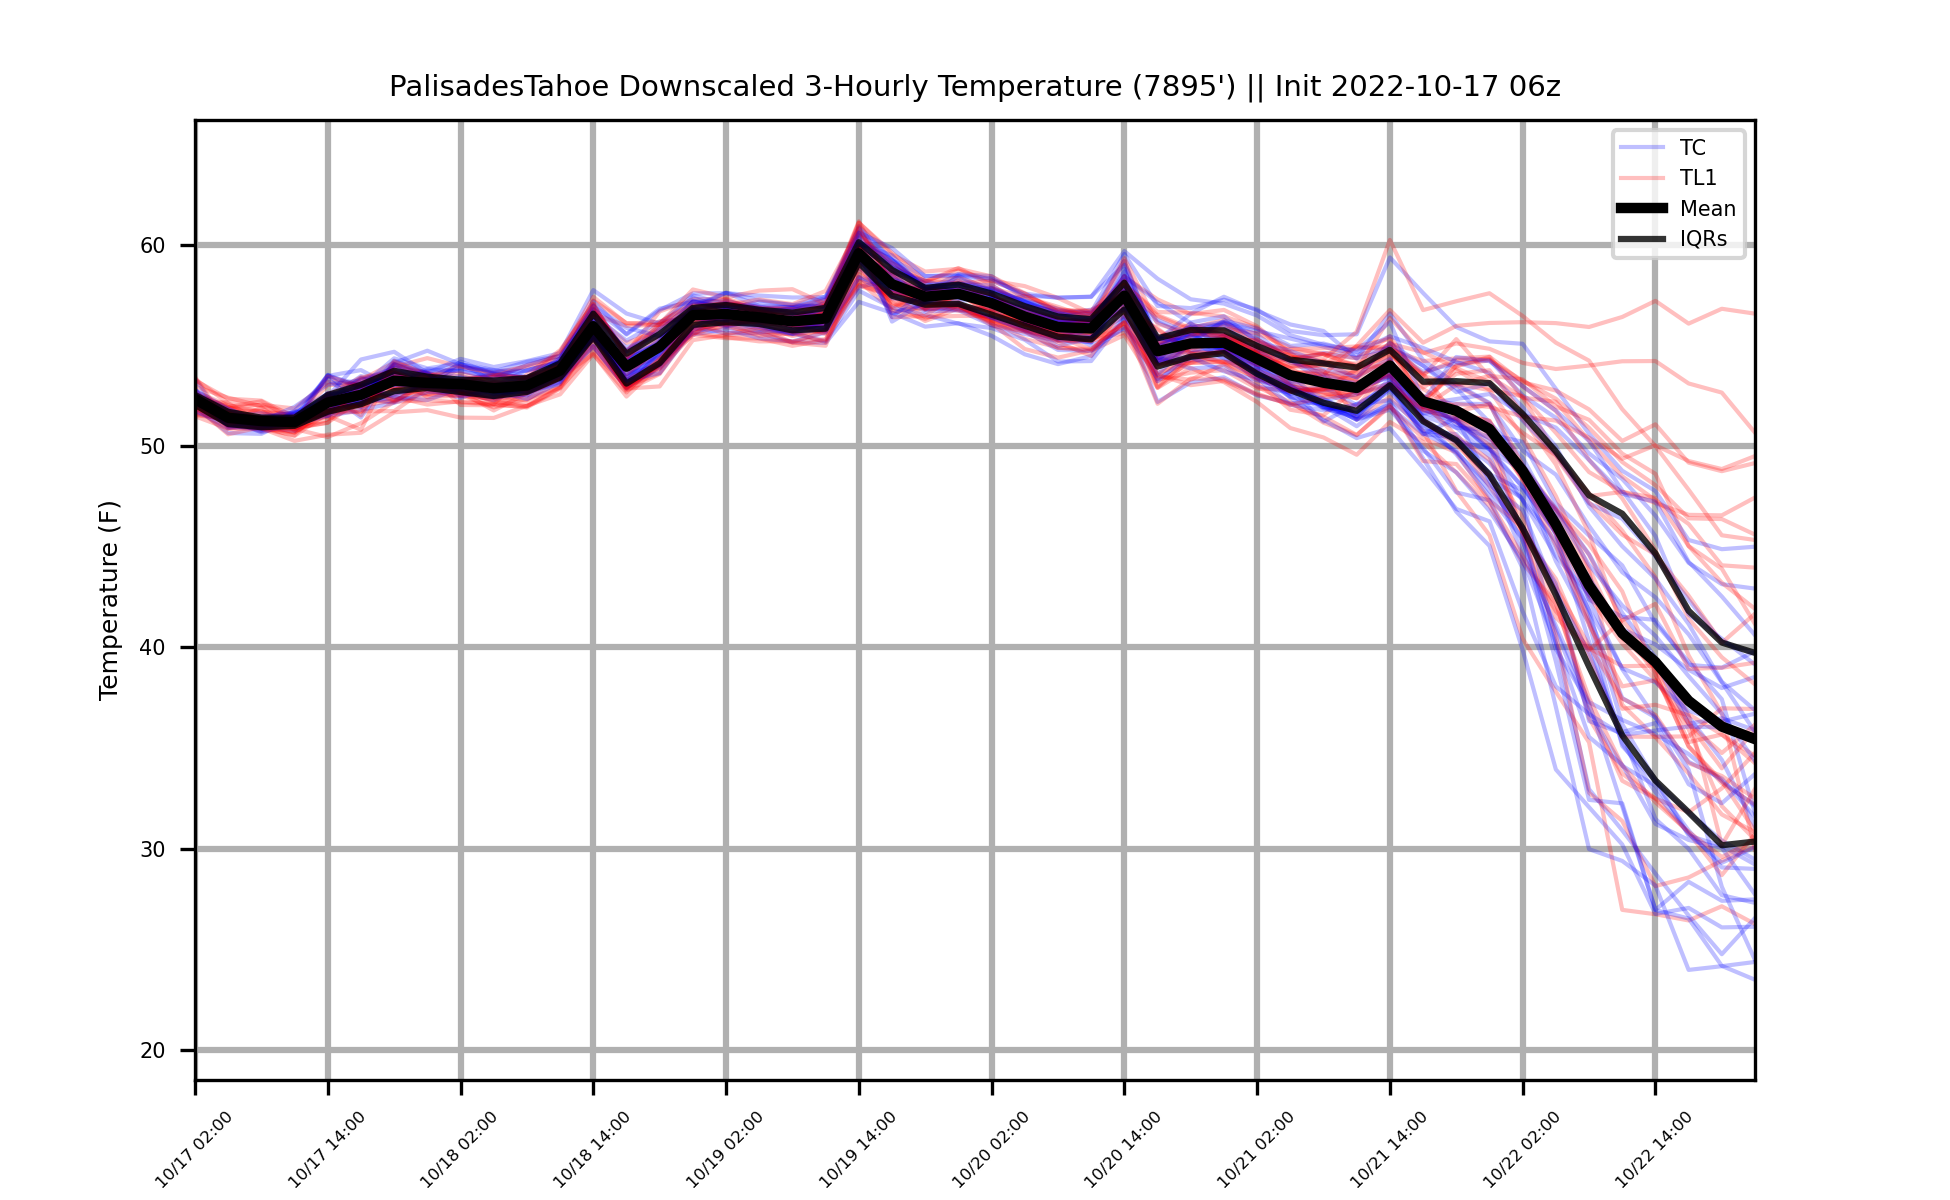 PalisadesTahoe Downscaled 3-Hourly Temperature (7895') || Init 2022-10-17 06z
TC
TL1
Mean
IQRs
Temperature (F)
60
50
40
30
20
10/17 02:00
10/17 14:00
10/18 02:00
10/18 14:00
10/19 02:00
10/19 14:00
10/20 02:00
10/20 14:00
10/21 02:00
10/21 14:00
10/22 02:00
10/22 14:00